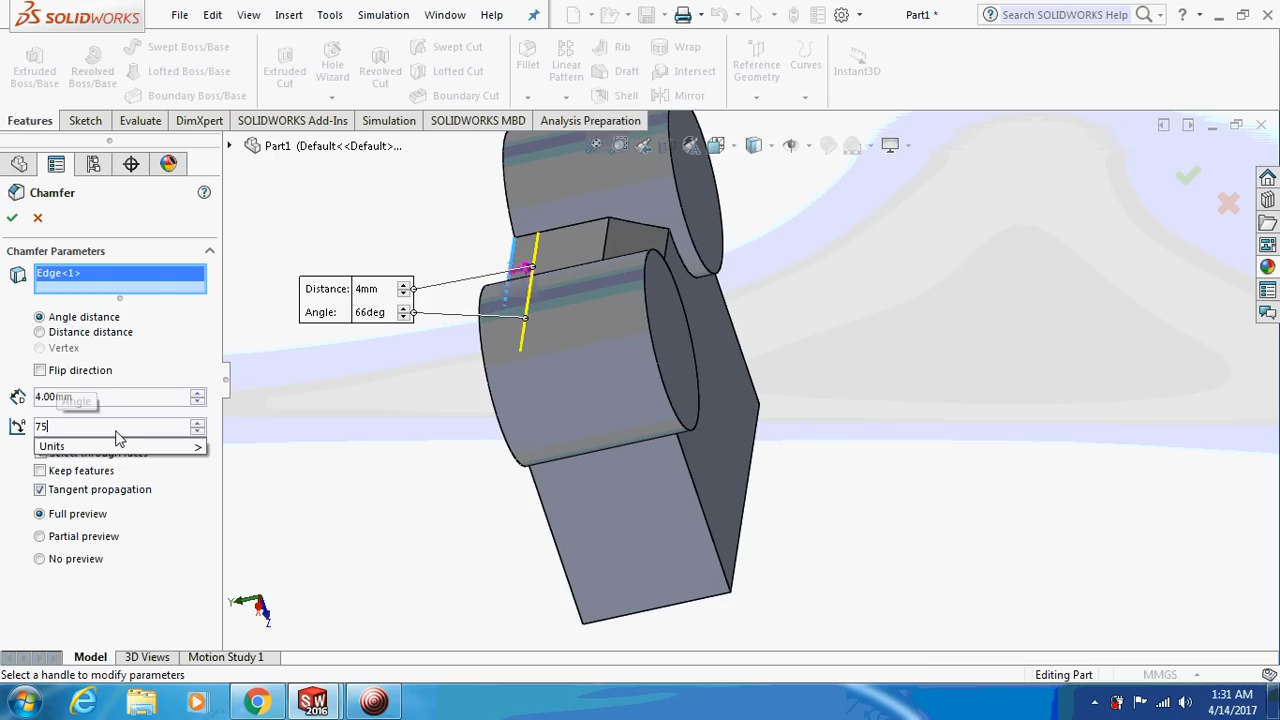 SOLIDWORKS
File Edit View Insert Tools Simulation Window Help
Part1 *
Search SOLIDWORKS Help
Extruded Boss/Base
Revolved Boss/Base
Swept Boss/Base
Lofted Boss/Base
Boundary Boss/Base
Extruded Cut
Hole Wizard
Revolved Cut
Swept Cut
Lofted Cut
Boundary Cut
Fillet
Linear Pattern
Rib
Draft
Shell
Wrap
Intersect
Mirror
Reference Geometry
Curves
Instant3D
Features Sketch Evaluate DimXpert SOLIDWORKS Add-Ins Simulation SOLIDWORKS MBD Analysis Preparation
Part1 (Default<<Default>...
Chamfer
Chamfer Parameters
Edge<1>
Angle distance
Distance distance
Vertex
Flip direction
4.00mm
Angle
75
Units >
Select through faces
Keep features
Tangent propagation
Full preview
Partial preview
No preview
Distance: 4mm
Angle: 66deg
Y
Z
Model 3D Views Motion Study 1
Select a handle to modify parameters
Editing Part
MMGS
SW
2016
1:31 AM
4/14/2017